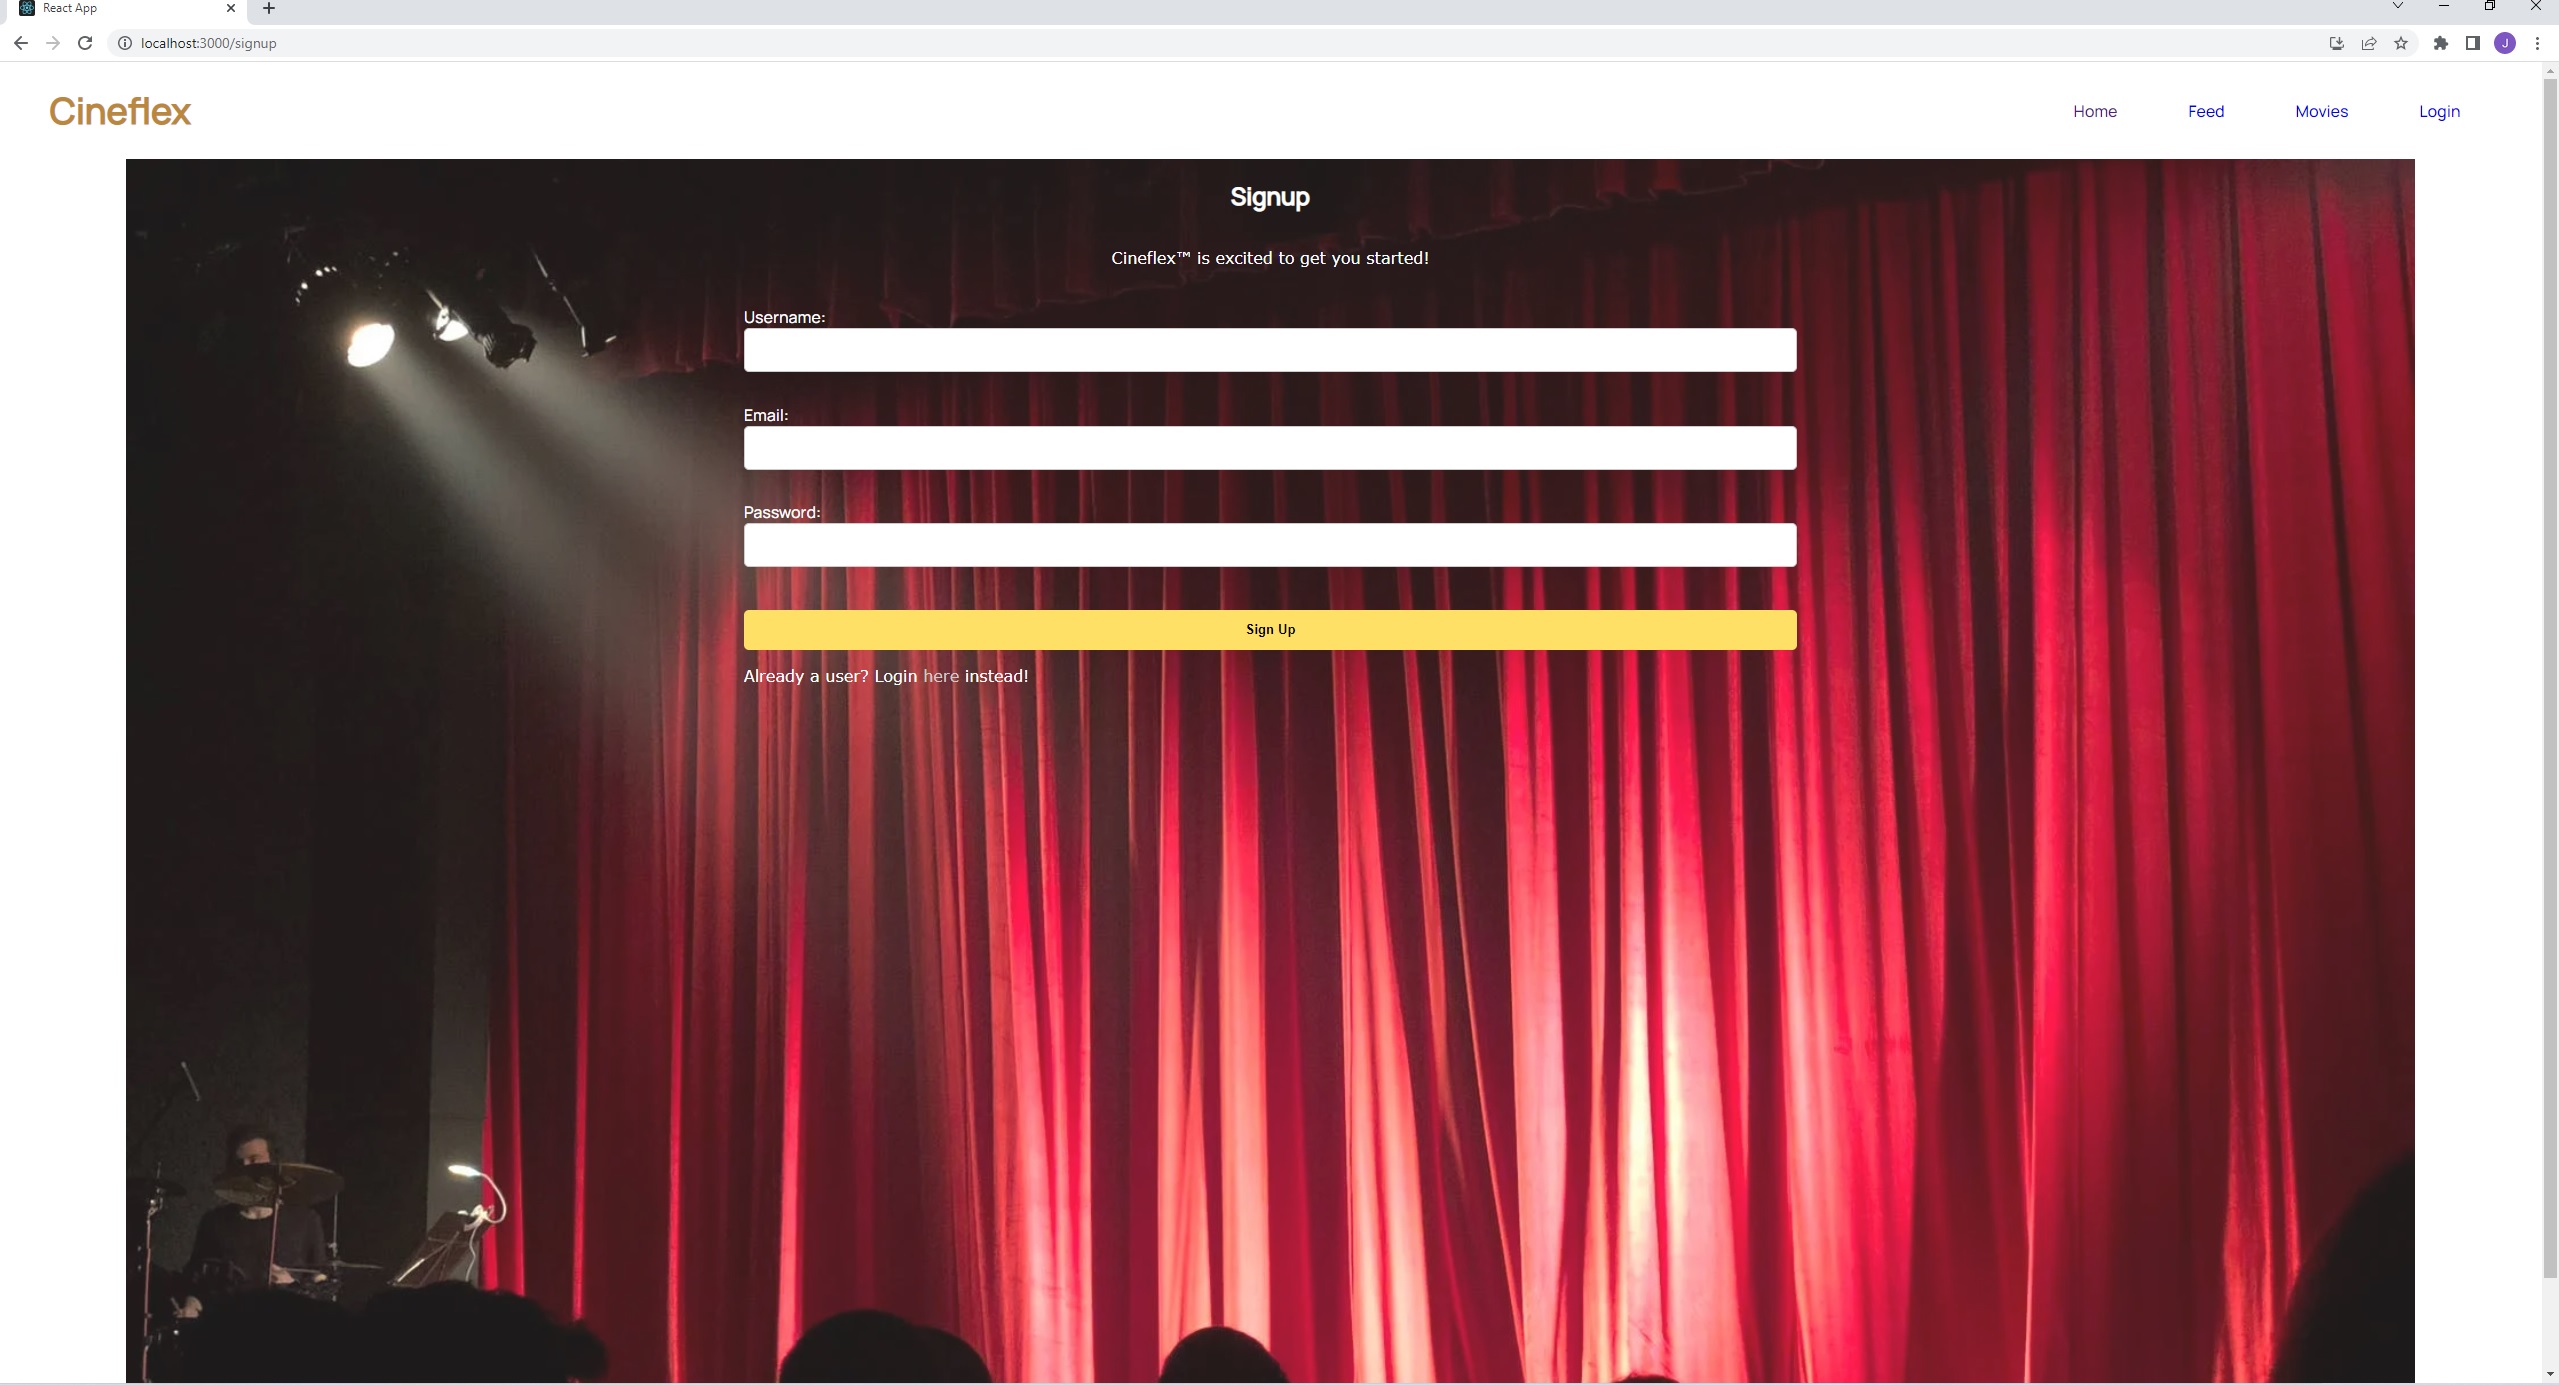 React App
localhost:3000/signup
J
Cineflex
Home Feed Movies Login
Signup
Cineflex™ is excited to get you started!
Username:
Email:
Password:
Sign Up
Already a user? Login here instead!